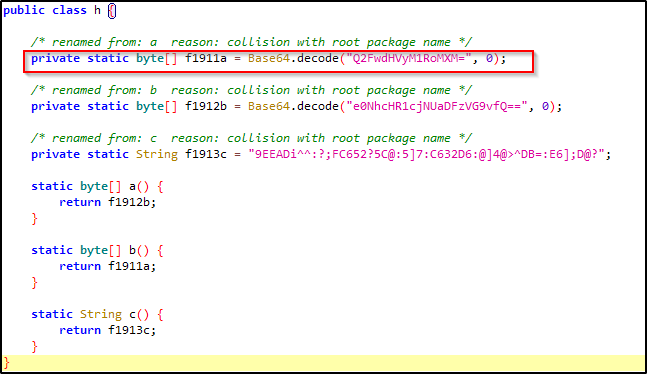 public class h {
/* renamed from: a  reason: collision with root package name */
private static byte[] f1911a = Base64.decode("Q2FwdHVyM1RoMXM=", 0);
/* renamed from: b  reason: collision with root package name */
private static byte[] f1912b = Base64.decode("e0NhcHR1cjNUaDFzVG9vfQ==", 0);
/* renamed from: c  reason: collision with root package name */
private static String f1913c = "9EEADi^^:?;FC652?5C@:5]7:C632D6:@]4@>^DB=:E6];D@?";
static byte[] a() {
return f1912b;
}
static byte[] b() {
return f1911a;
}
static String c() {
return f1913c;
}
}